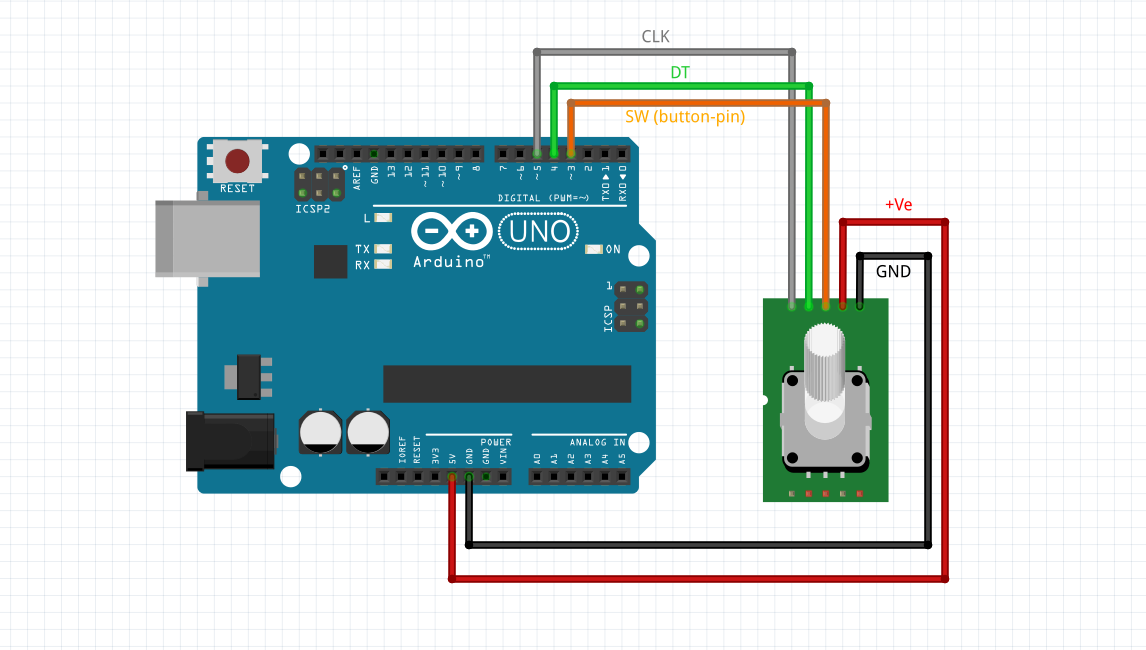 CLK
DT
SW (button-pin)
RESET
ICSP2
AREF
GND
13
12
~11
~10
~9
8
7
~6
~5
4
~3
2
TX0▶1
RX0◀0
DIGITAL (PWM=~)
L
TX
RX
UNO
Arduino™
ON
1
ICSP
+Ve
GND
IOREF
RESET
3V3
5V
GND
GND
VIN
POWER
ANALOG IN
A0
A1
A2
A3
A4
A5